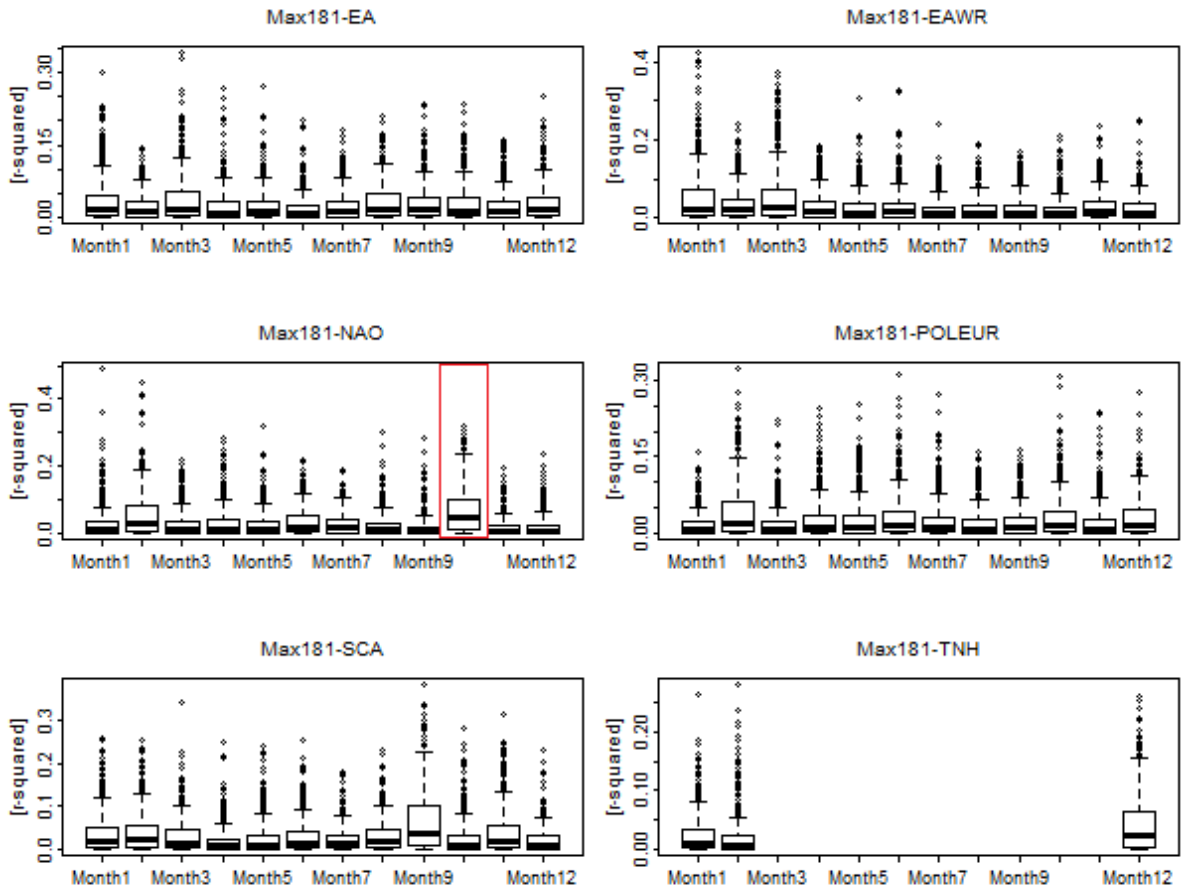 Max181-EA
[r-squared]
0.00 0.15 0.30
Month1 Month3 Month5 Month7 Month9 Month12
Max181-EAWR
[r-squared]
0.0 0.2 0.4
Month1 Month3 Month5 Month7 Month9 Month12
Max181-NAO
[r-squared]
0.0 0.2 0.4
Month1 Month3 Month5 Month7 Month9 Month12
Max181-POLEUR
[r-squared]
0.00 0.15 0.30
Month1 Month3 Month5 Month7 Month9 Month12
Max181-SCA
[r-squared]
0.0 0.1 0.2 0.3
Month1 Month3 Month5 Month7 Month9 Month12
Max181-TNH
[r-squared]
0.00 0.10 0.20
Month1 Month3 Month5 Month7 Month9 Month12